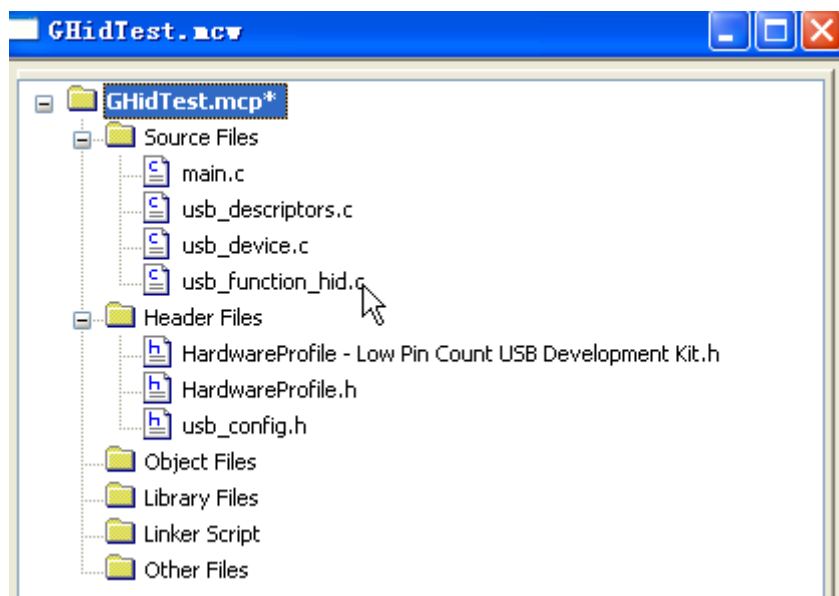 GHidTest.mcw
GHidTest.mcp*
Source Files
main.c
usb_descriptors.c
usb_device.c
usb_function_hid.c
Header Files
HardwareProfile - Low Pin Count USB Development Kit.h
HardwareProfile.h
usb_config.h
Object Files
Library Files
Linker Script
Other Files